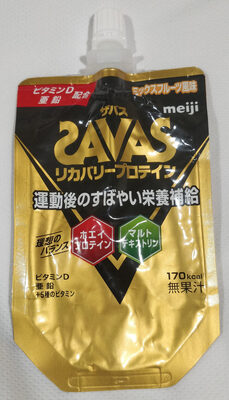 ビタミンD
亜鉛 配合
ミックスフルーツ風味
ザバス
meiji
SAVAS
リカバリープロテイン
運動後のすばやい栄養補給
理想の
バランス
ホエイ
プロテイン
マルト
デキストリン
ビタミンD
亜鉛
+6種のビタミン
170kcal
無果汁